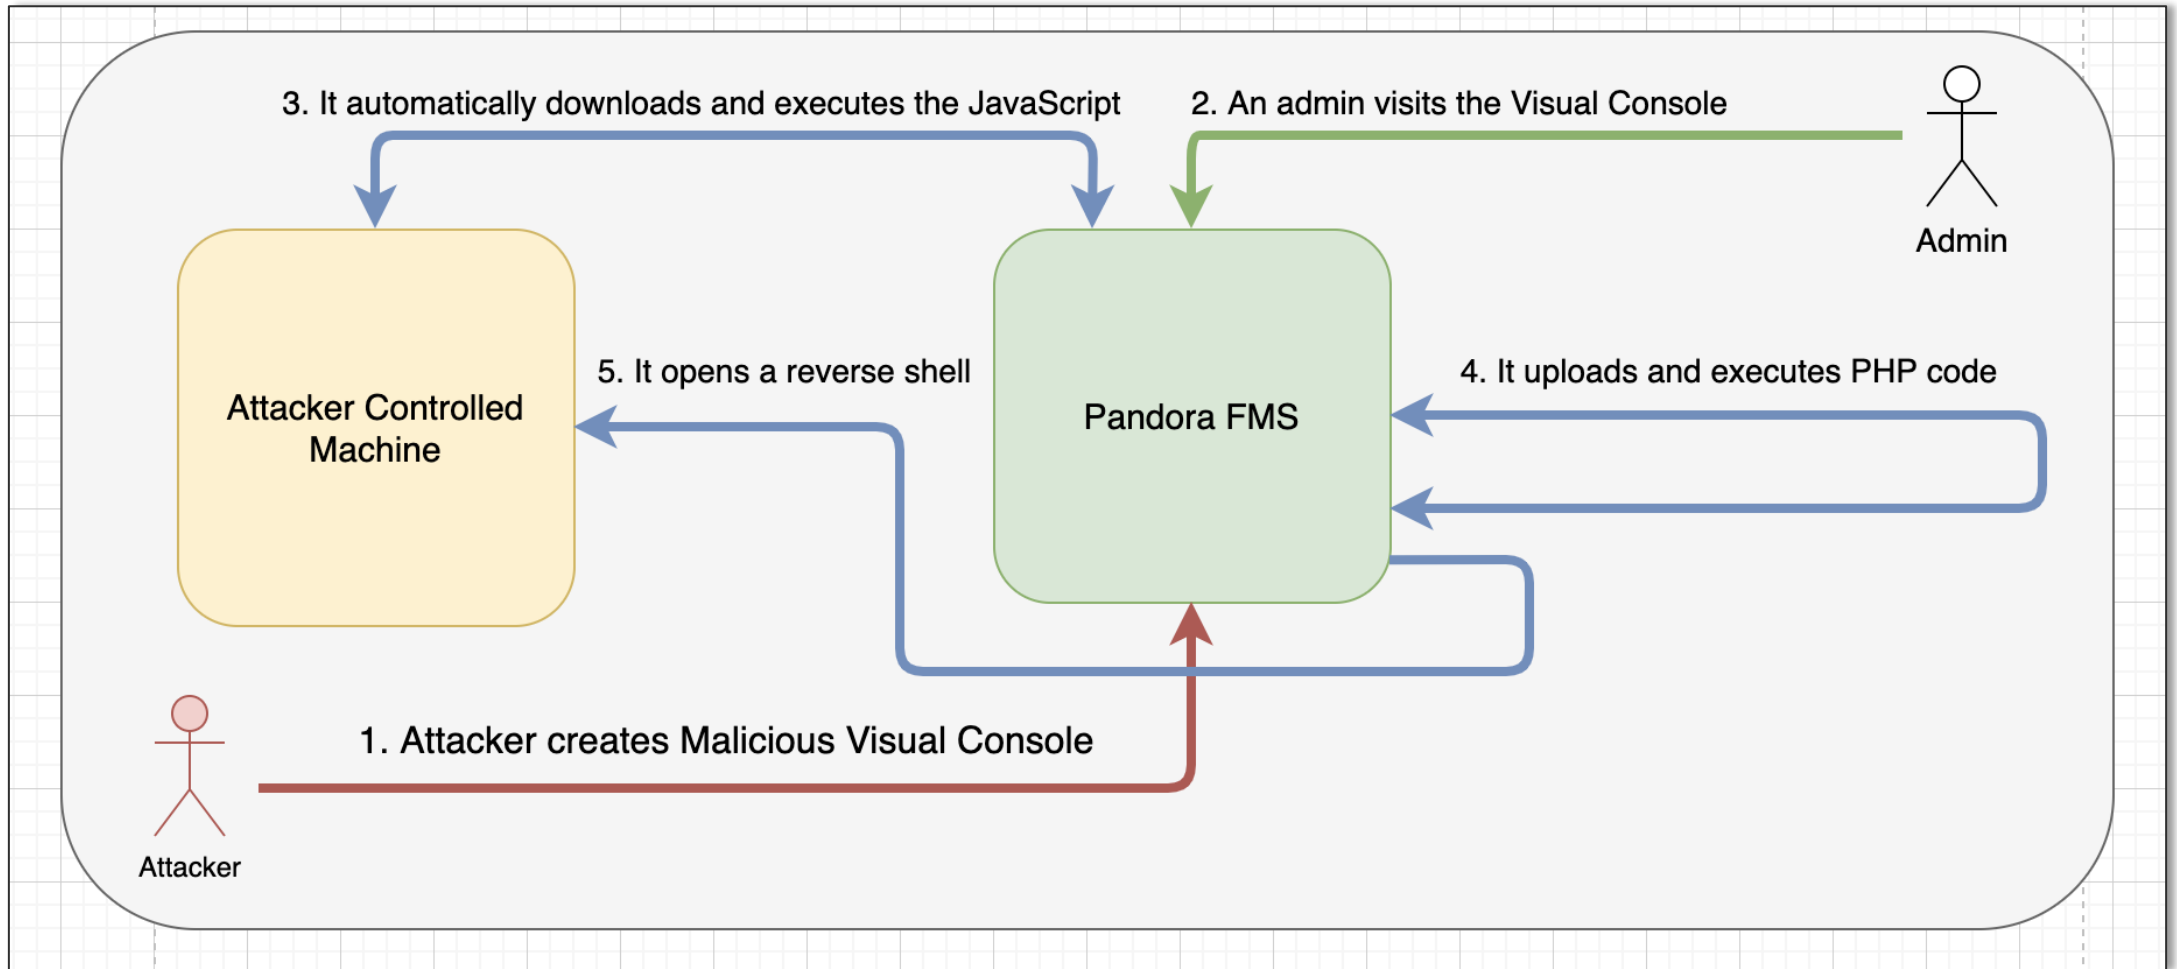 3. It automatically downloads and executes the JavaScript
2. An admin visits the Visual Console
Admin
5. It opens a reverse shell
4. It uploads and executes PHP code
Attacker Controlled
Machine
Pandora FMS
1. Attacker creates Malicious Visual Console
Attacker